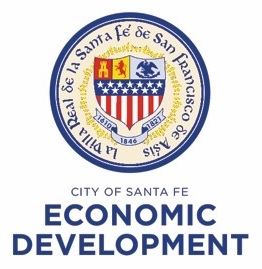 La Villa Real de la Santa Fé de San Francisco de Asís
1610 1846 1821
CITY OF SANTA FE
ECONOMIC
DEVELOPMENT